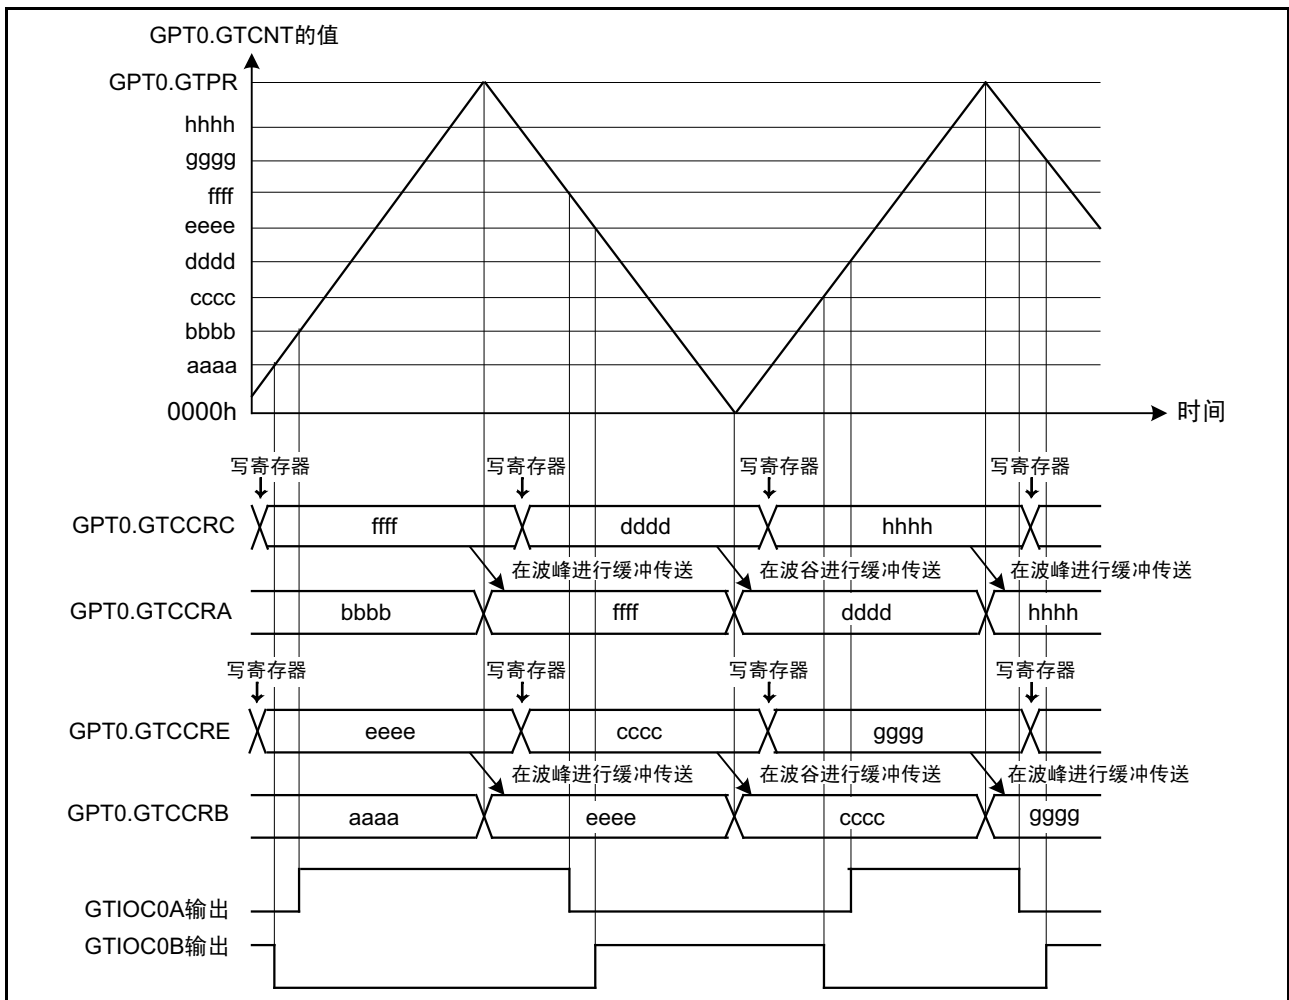 GPT0.GTCNT的值
GPT0.GTPR
hhhh
gggg
ffff
eeee
dddd
cccc
bbbb
aaaa
0000h
时间
写寄存器 写寄存器 写寄存器 写寄存器
GPT0.GTCCRC ffff dddd hhhh
在波峰进行缓冲传送 在波谷进行缓冲传送 在波峰进行缓冲传送
GPT0.GTCCRA bbbb ffff dddd hhhh
写寄存器 写寄存器 写寄存器 写寄存器
GPT0.GTCCRE eeee cccc gggg
在波峰进行缓冲传送 在波谷进行缓冲传送 在波峰进行缓冲传送
GPT0.GTCCRB aaaa eeee cccc gggg
GTIOC0A输出
GTIOC0B输出